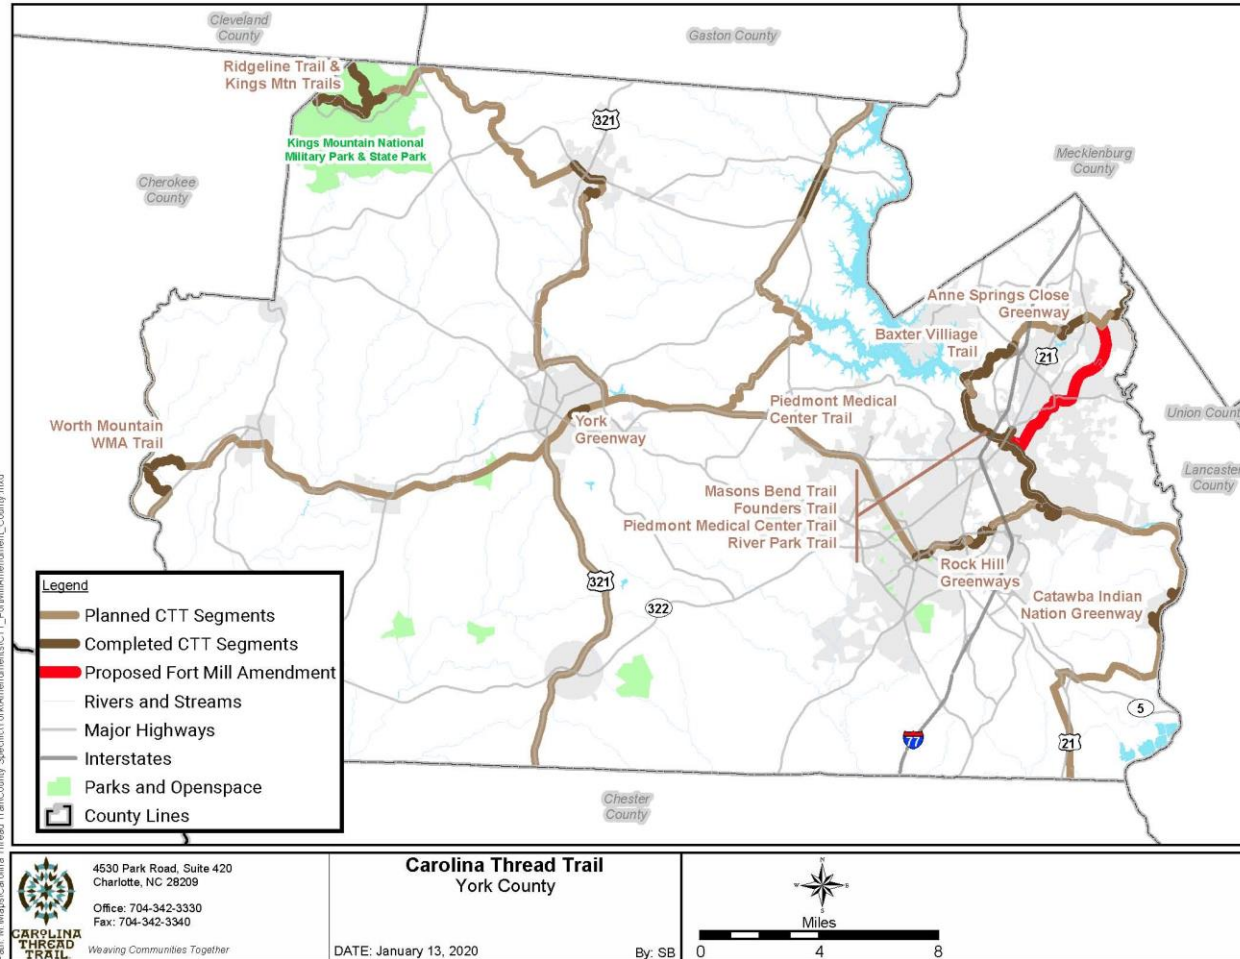 Cleveland
County
Gaston County
Ridgeline Trail &
Kings Mtn Trails
321
Kings Mountain National
Military Park & State Park
Mecklenburg
County
Cherokee
County
Anne Springs Close
Greenway
Baxter Villiage
Trail
21
Piedmont Medical
Center Trail
Union Count
York
Greenway
Worth Mountain
WMA Trail
Lancaster
County
Masons Bend Trail
Founders Trail
Piedmont Medical Center Trail
River Park Trail
Rock Hill
Greenways
321
322
Catawba Indian
Nation Greenway
5
77
21
Chester
County
Legend
Planned CTT Segments
Completed CTT Segments
Proposed Fort Mill Amendment
Rivers and Streams
Major Highways
Interstates
Parks and Openspace
County Lines
CAROLINA
THREAD
TRAIL
4530 Park Road, Suite 420
Charlotte, NC 28209
Office: 704-342-3330
Fax: 704-342-3340
Weaving Communities Together
Carolina Thread Trail
York County
DATE: January 13, 2020
By: SB
N
W
E
S
Miles
0
4
8